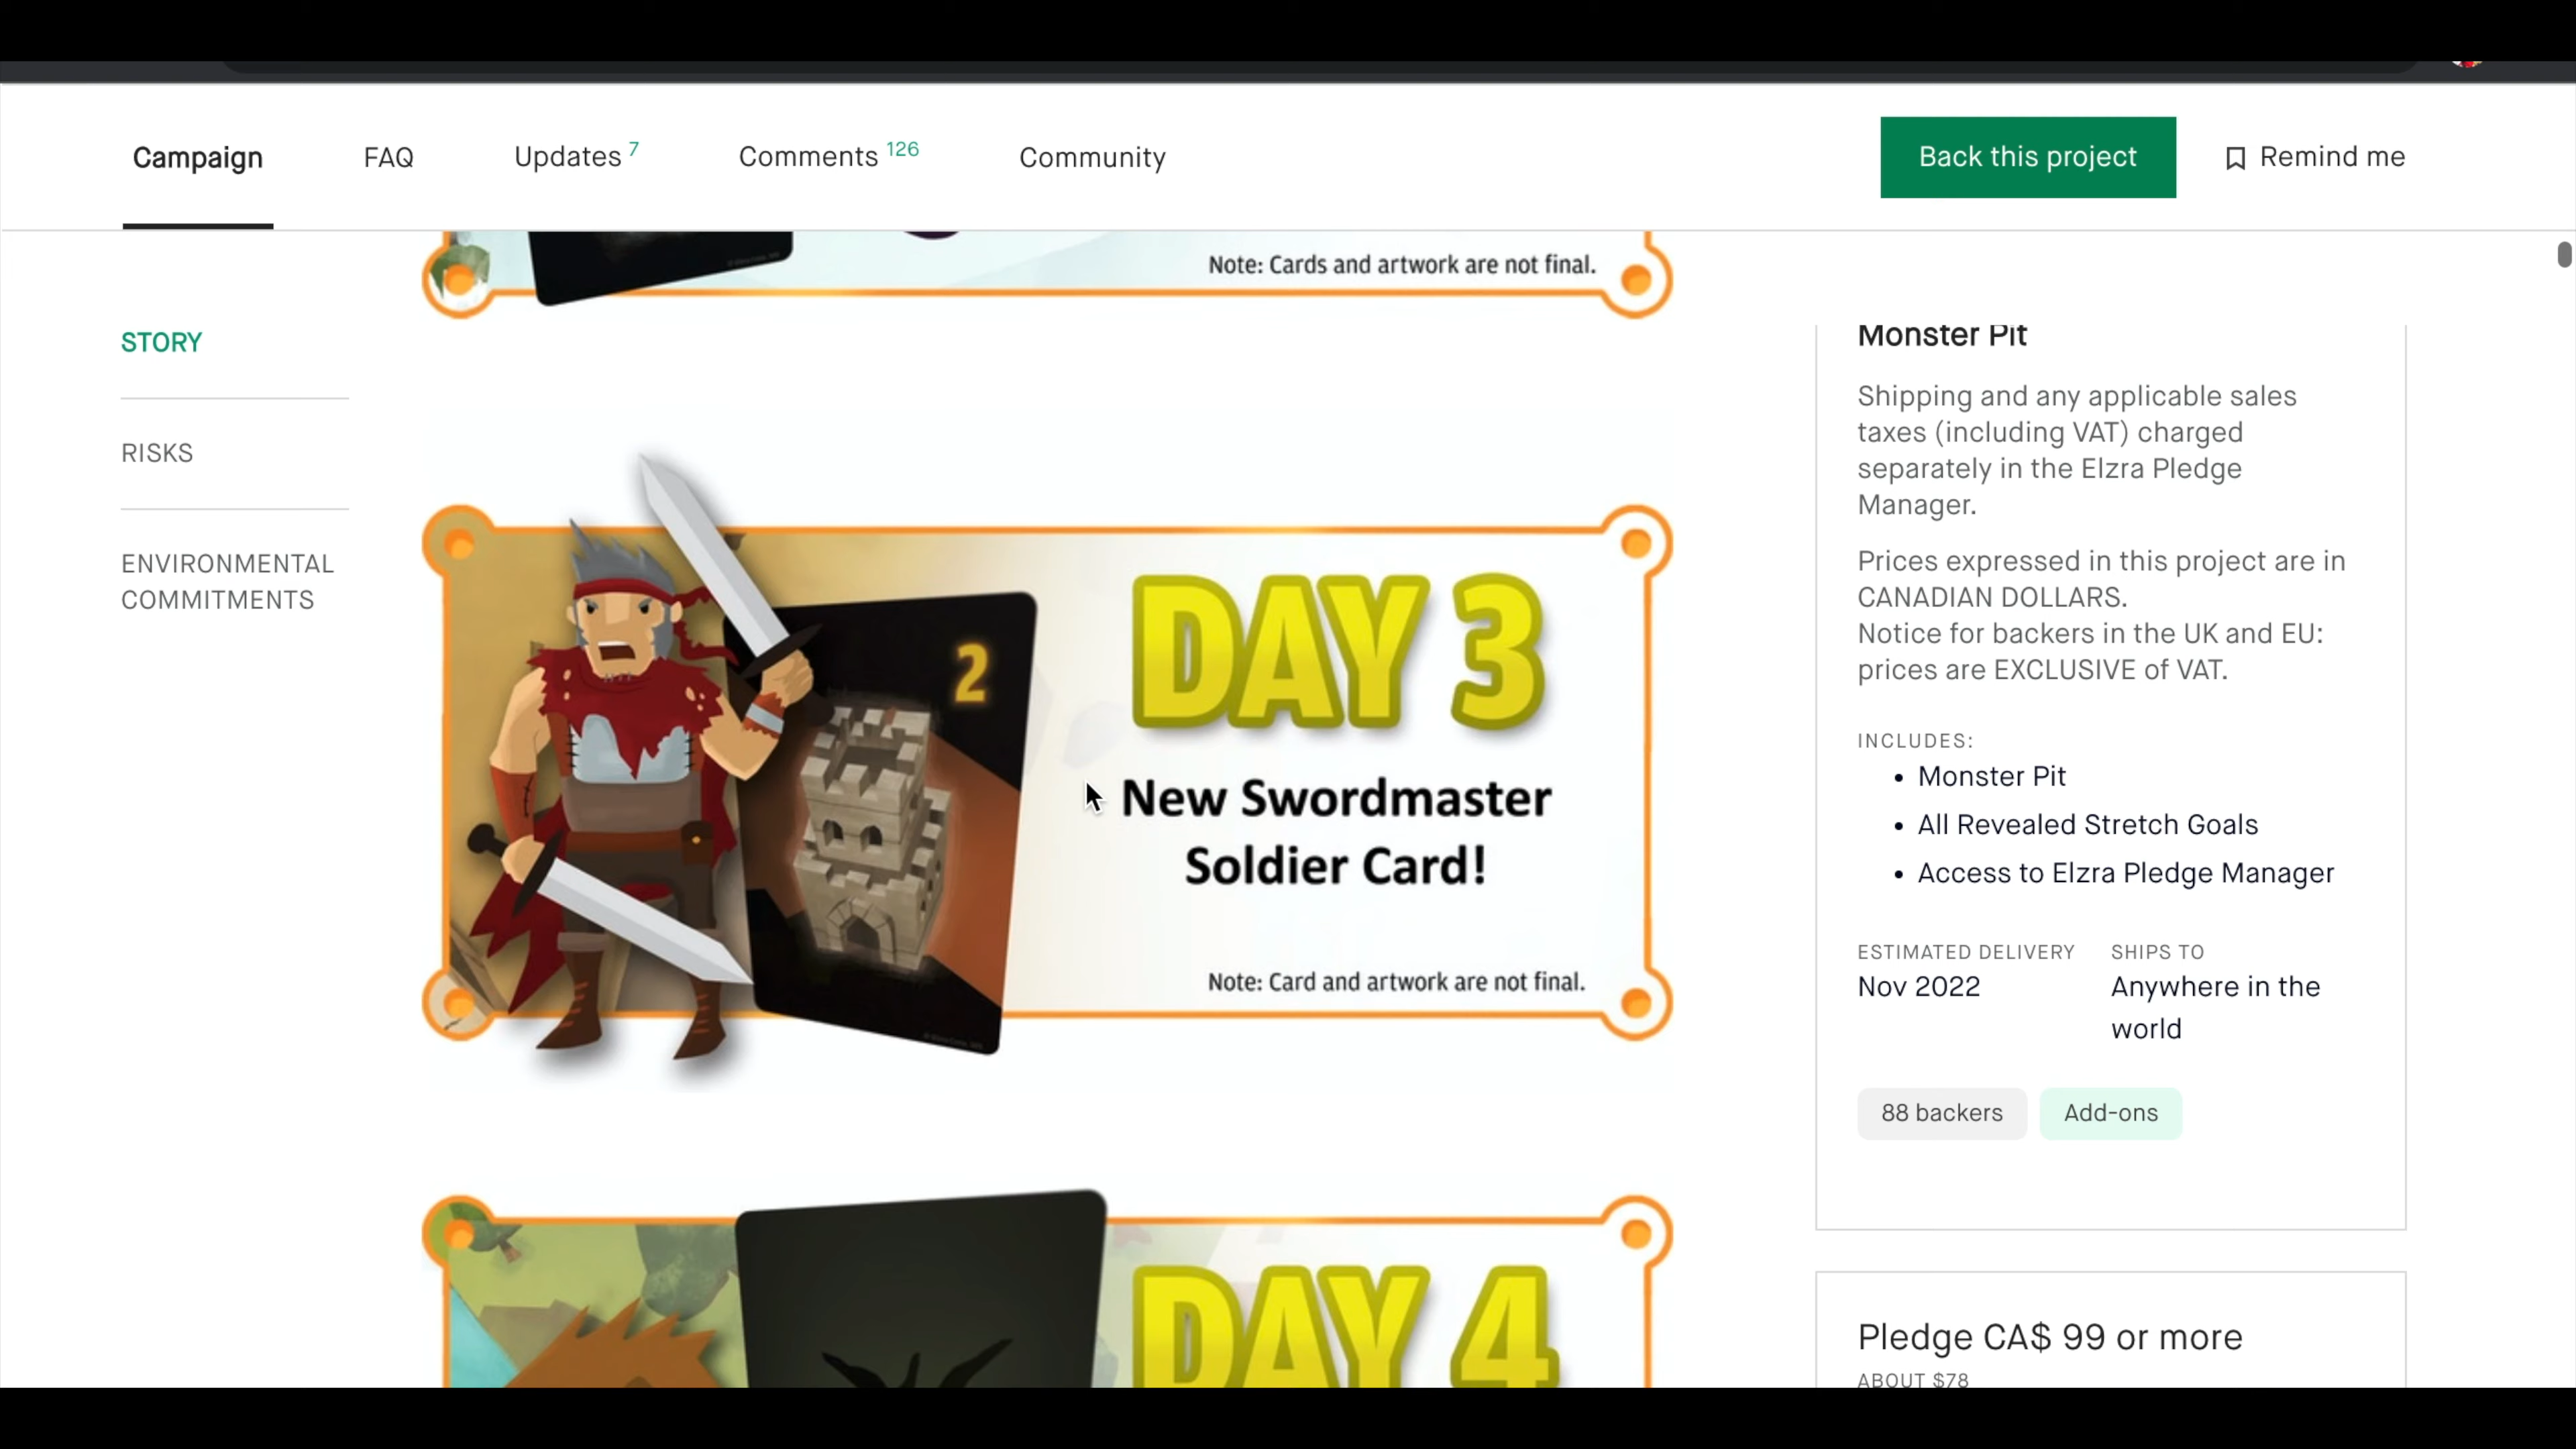 Campaign
FAQ
Updates 7
Comments 126
Community
Back this project
Remind me
STORY
RISKS
ENVIRONMENTAL
COMMITMENTS
Note: Cards and artwork are not final.
2
DAY 3
New Swordmaster
Soldier Card!
Note: Card and artwork are not final.
DAY 4
Monster Pit
Shipping and any applicable sales
taxes (including VAT) charged
separately in the Elzra Pledge
Manager.
Prices expressed in this project are in
CANADIAN DOLLARS.
Notice for backers in the UK and EU:
prices are EXCLUSIVE of VAT.
INCLUDES:
• Monster Pit
• All Revealed Stretch Goals
• Access to Elzra Pledge Manager
ESTIMATED DELIVERY
Nov 2022
SHIPS TO
Anywhere in the
world
88 backers
Add-ons
Pledge CA$ 99 or more
ABOUT $78